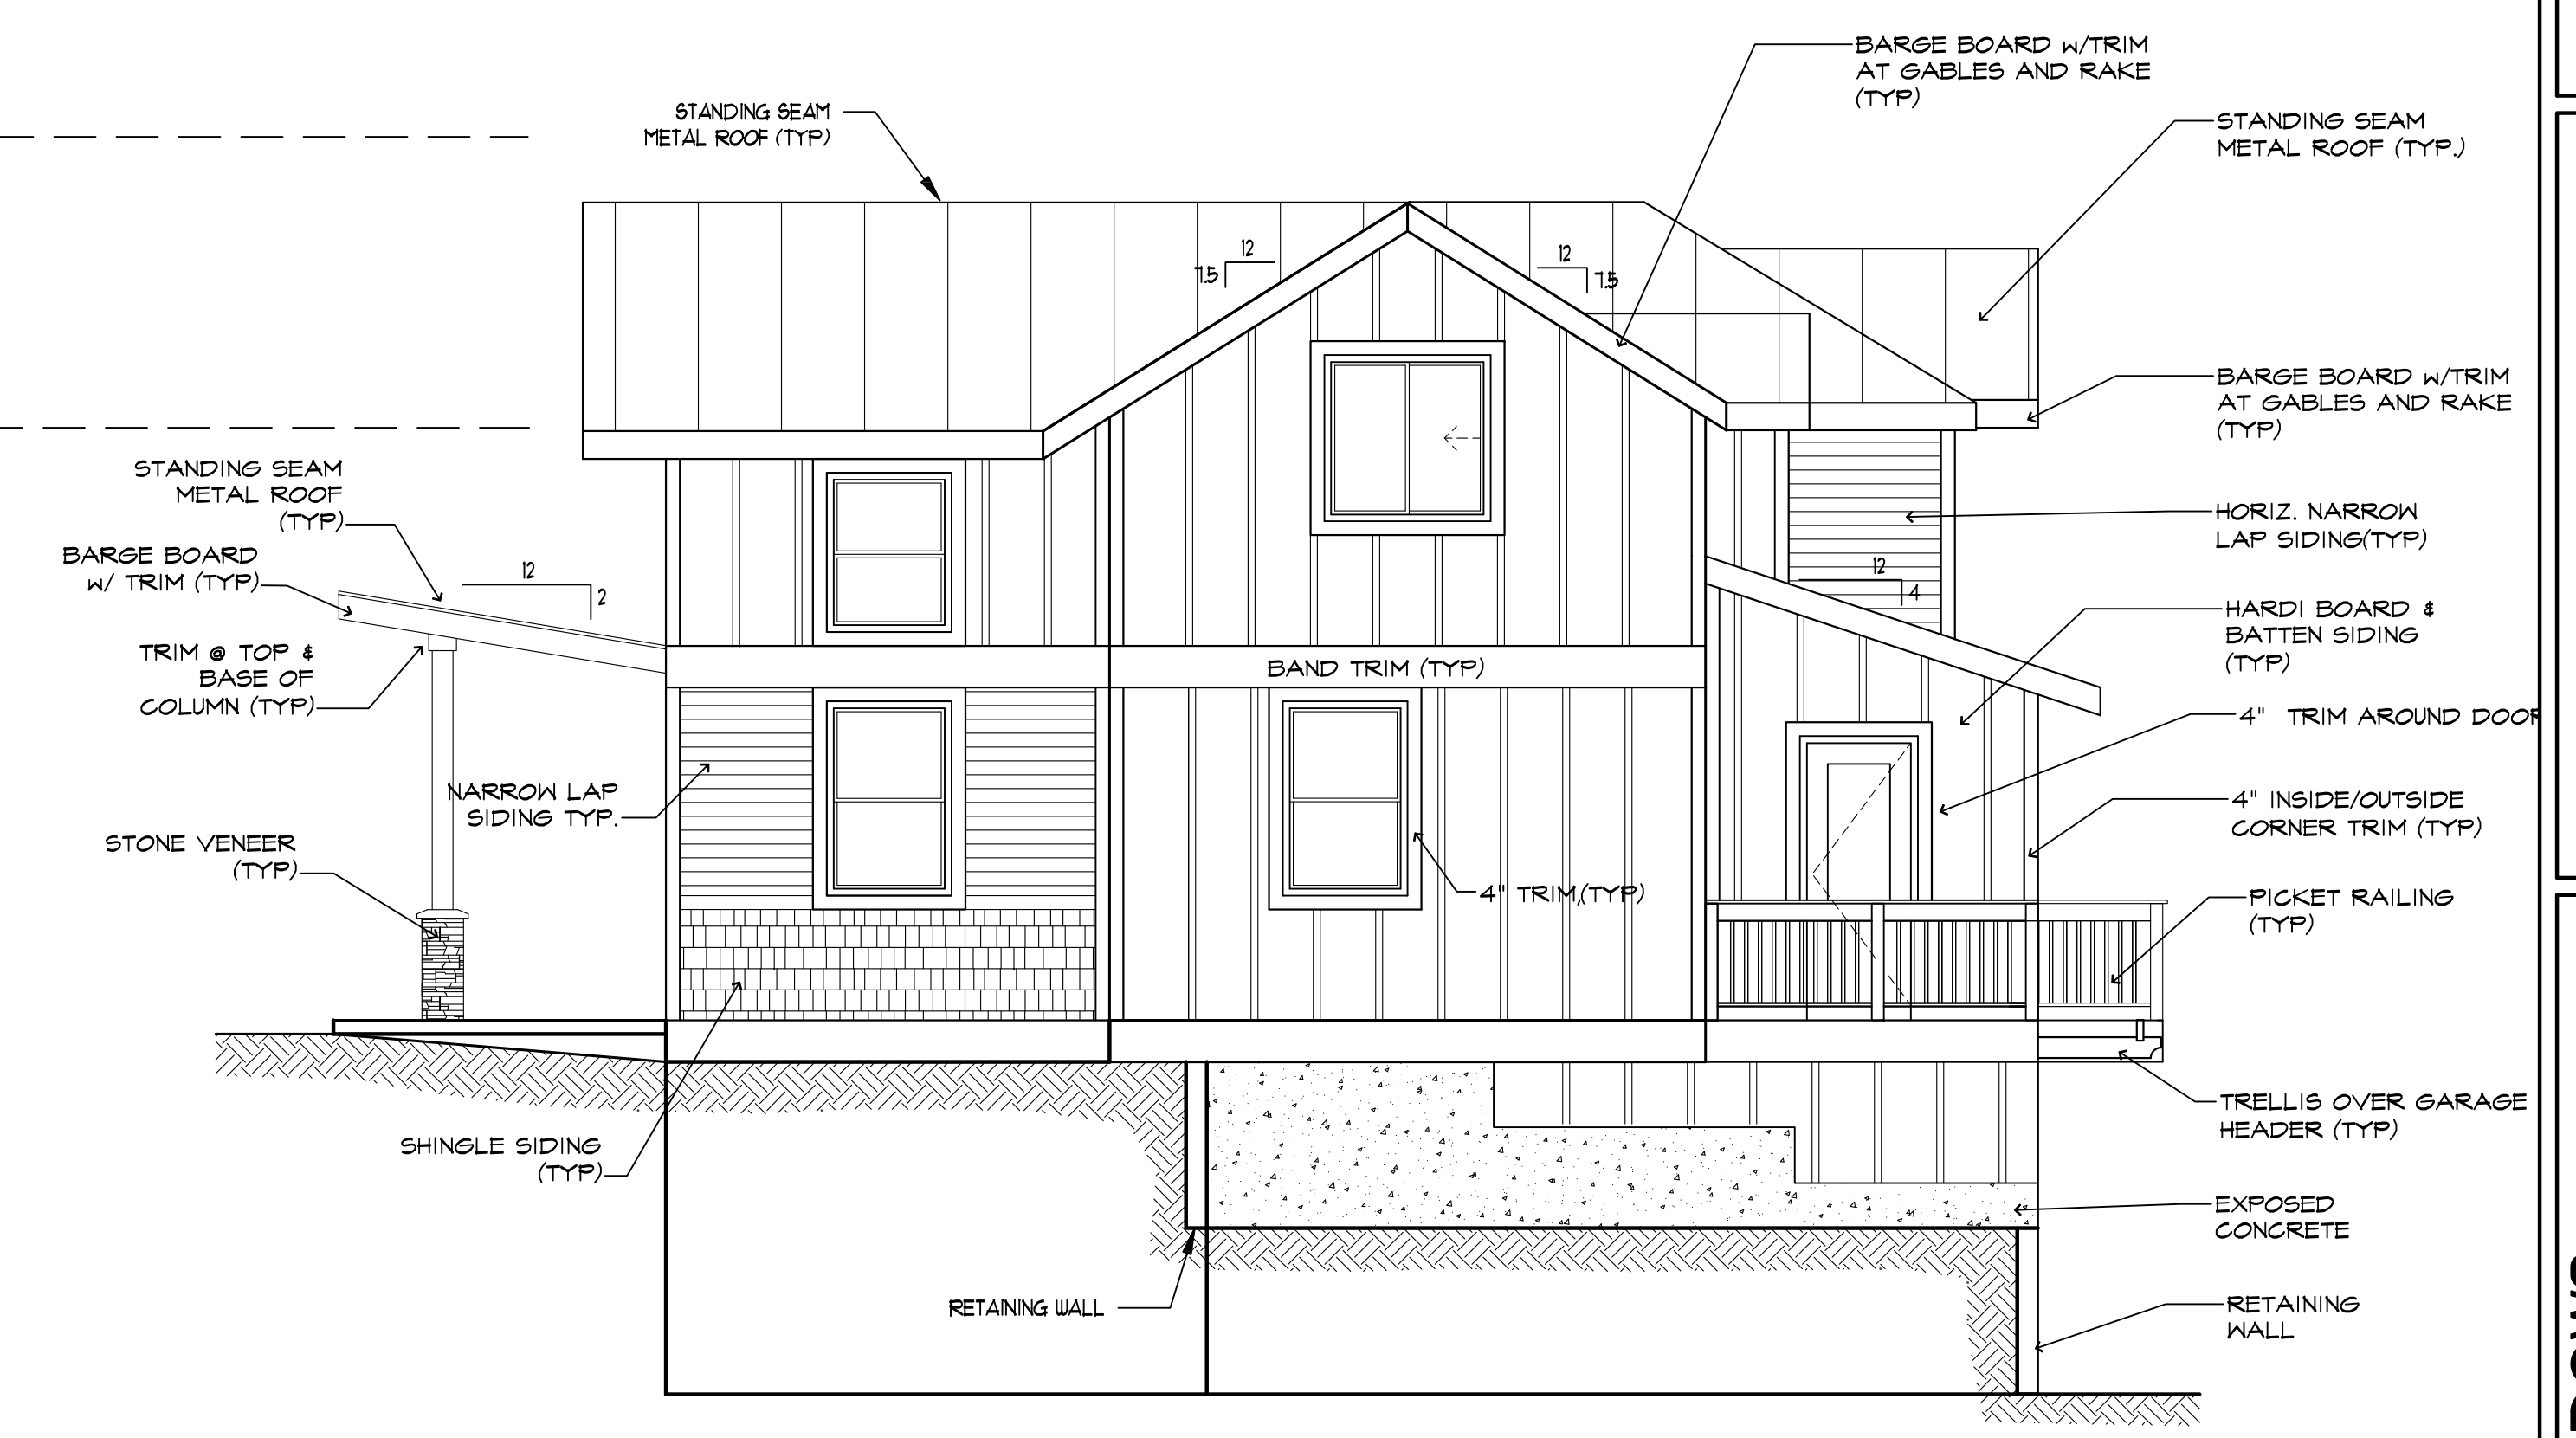 BARGE BOARD w/TRIM
AT GABLES AND RAKE
(TYP)
STANDING SEAM
METAL ROOF (TYP)
STANDING SEAM
METAL ROOF (TYP.)
12
7.5
12
7.5
BARGE BOARD w/TRIM
AT GABLES AND RAKE
(TYP)
STANDING SEAM
METAL ROOF
(TYP)
HORIZ. NARROW
LAP SIDING(TYP)
BARGE BOARD
w/ TRIM (TYP)
12
2
12
4
HARDI BOARD &
BATTEN SIDING
(TYP)
TRIM @ TOP &
BASE OF
COLUMN (TYP)
BAND TRIM (TYP)
4" TRIM AROUND DOOR
NARROW LAP
SIDING TYP.
4" INSIDE/OUTSIDE
CORNER TRIM (TYP)
STONE VENEER
(TYP)
4" TRIM,(TYP)
PICKET RAILING
(TYP)
TRELLIS OVER GARAGE
HEADER (TYP)
SHINGLE SIDING
(TYP)
EXPOSED
CONCRETE
RETAINING WALL
RETAINING
WALL